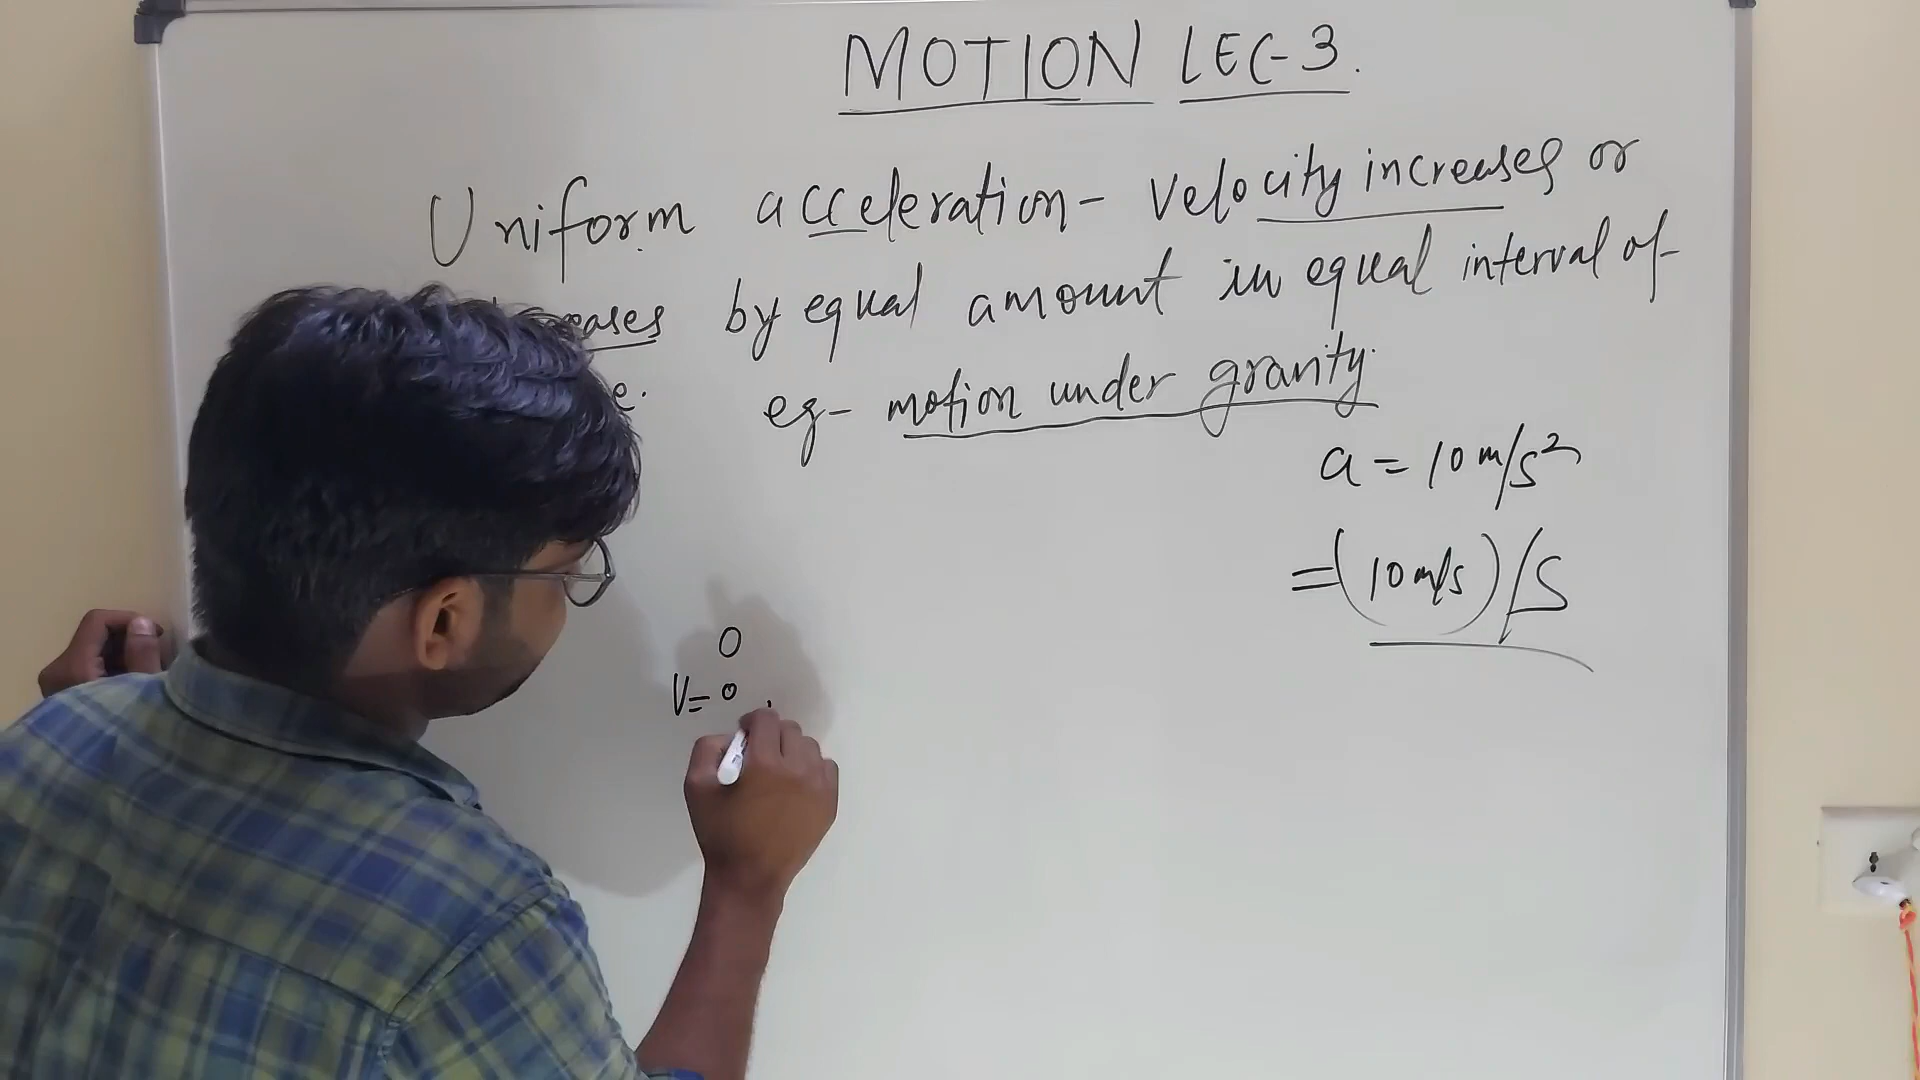 MOTION LEC-3.
Uniform acceleration- Velocity increases or
by equal amount in equal interval of
eg- motion under gravity.
a = 10 m/s²
= (10 m/s) / S
0
V= 0